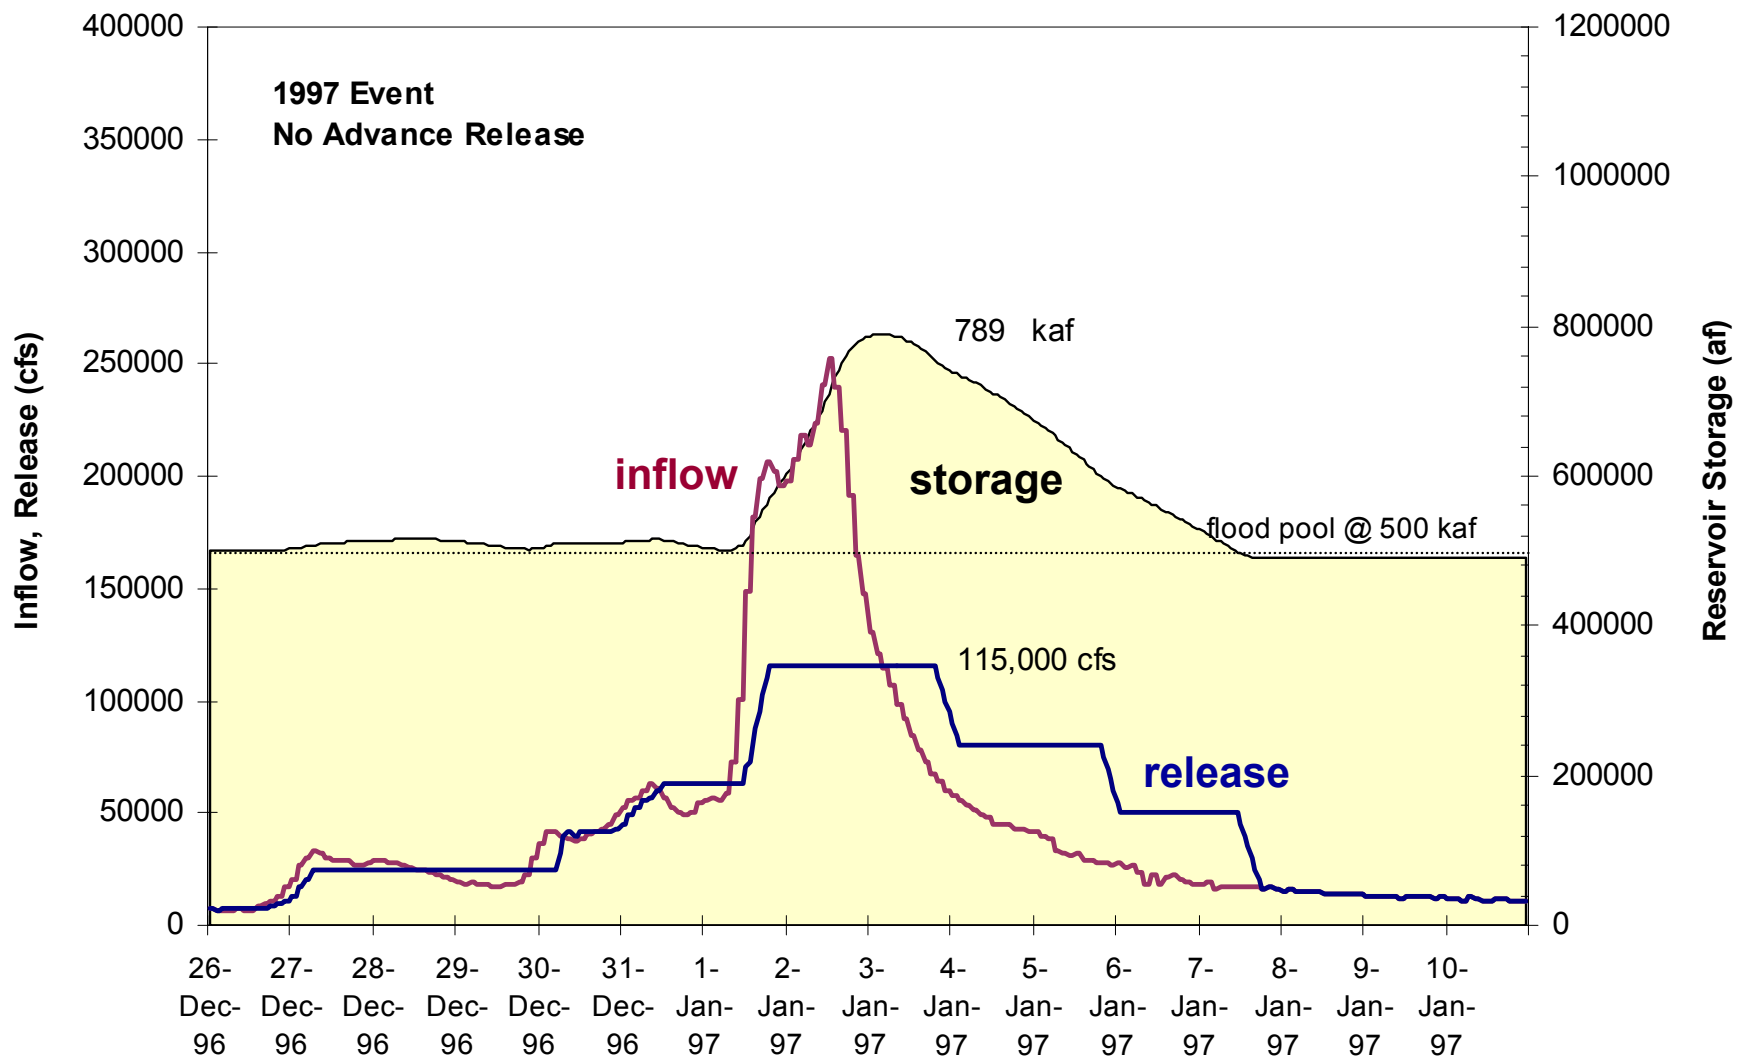 1997 Event
No Advance Release
Inflow, Release (cfs)
400000
350000
300000
250000
200000
150000
100000
50000
0
Reservoir Storage (af)
1200000
1000000
800000
600000
400000
200000
0
789 kaf
inflow
storage
flood pool @ 500 kaf
115,000 cfs
release
26-Dec-96
27-Dec-96
28-Dec-96
29-Dec-96
30-Dec-96
31-Dec-96
1-Jan-97
2-Jan-97
3-Jan-97
4-Jan-97
5-Jan-97
6-Jan-97
7-Jan-97
8-Jan-97
9-Jan-97
10-Jan-97